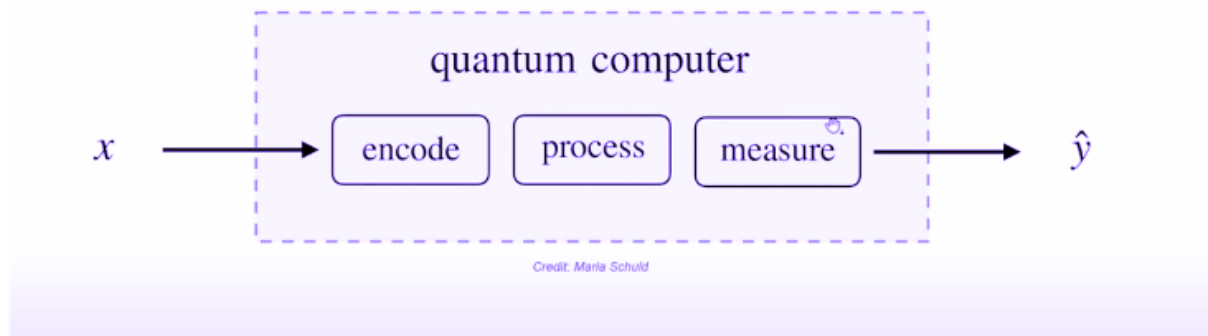 quantum computer
x encode process measure ŷ
Credit: Maria Schuld